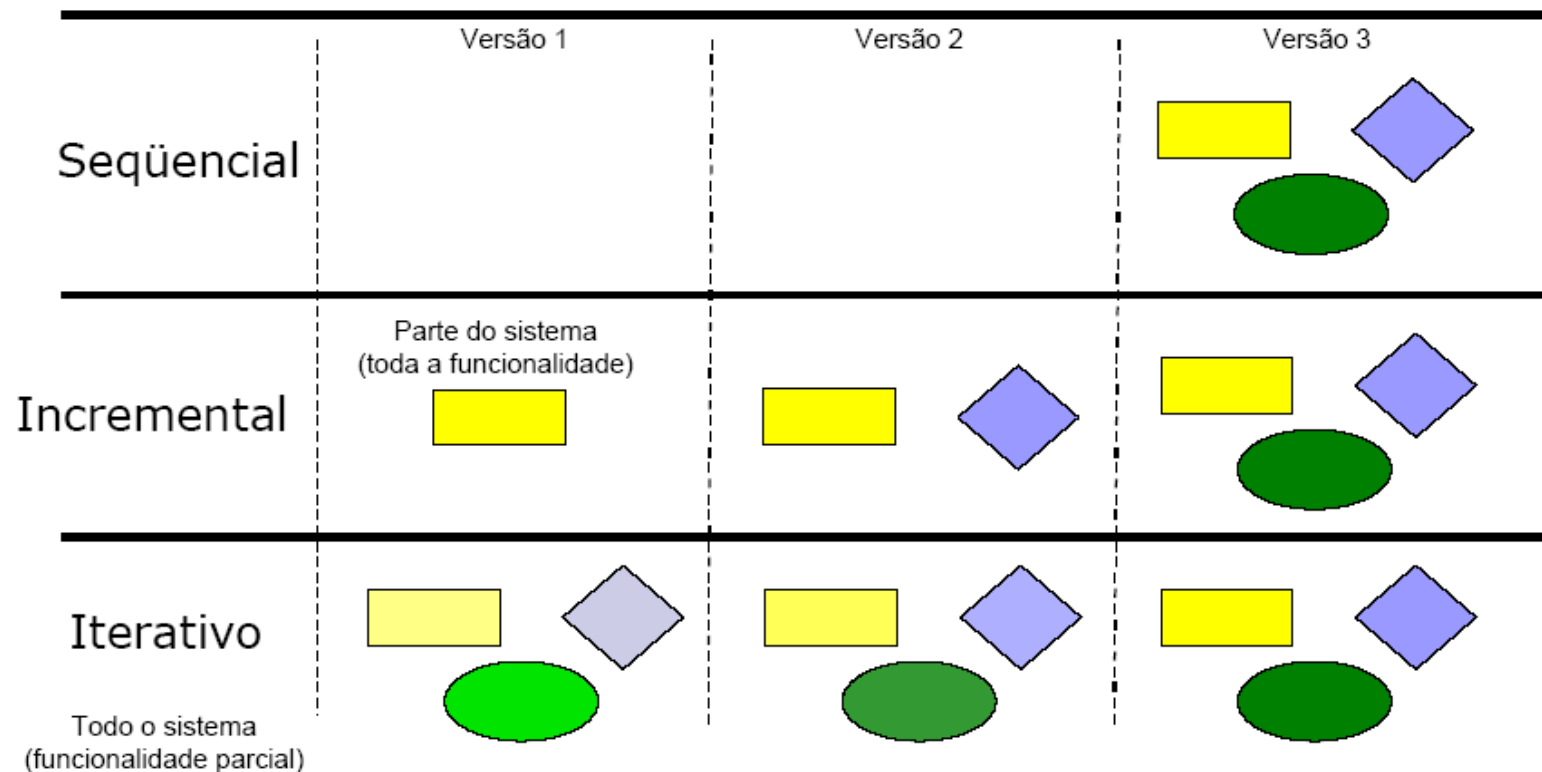 Versão 1
Versão 2
Versão 3
Seqüencial
Parte do sistema
(toda a funcionalidade)
Incremental
Iterativo
Todo o sistema
(funcionalidade parcial)